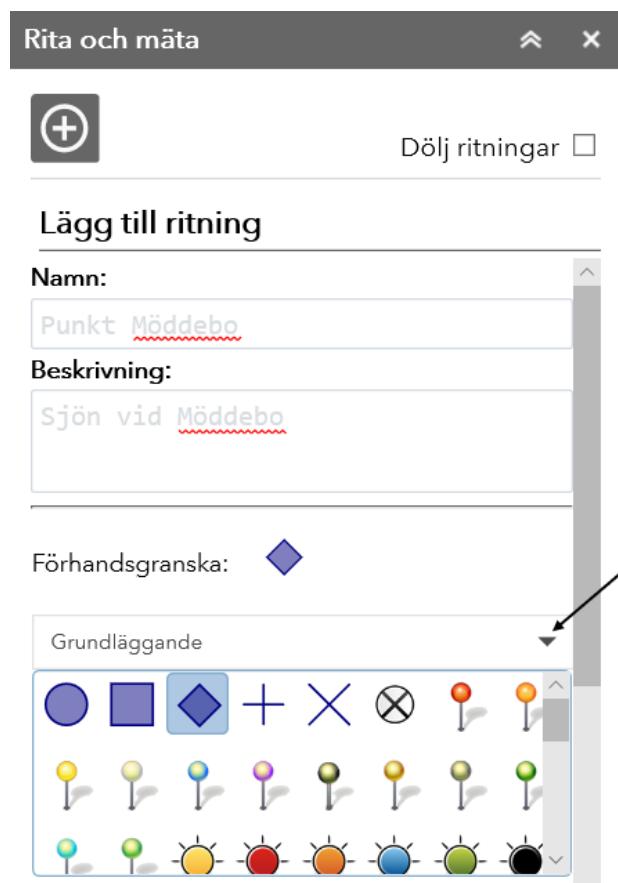 Rita och mäta
Dölj ritningar
Lägg till ritning
Namn:
Punkt Möddebo
Beskrivning:
Sjön vid Möddebo
Förhandsgranska:
Grundläggande